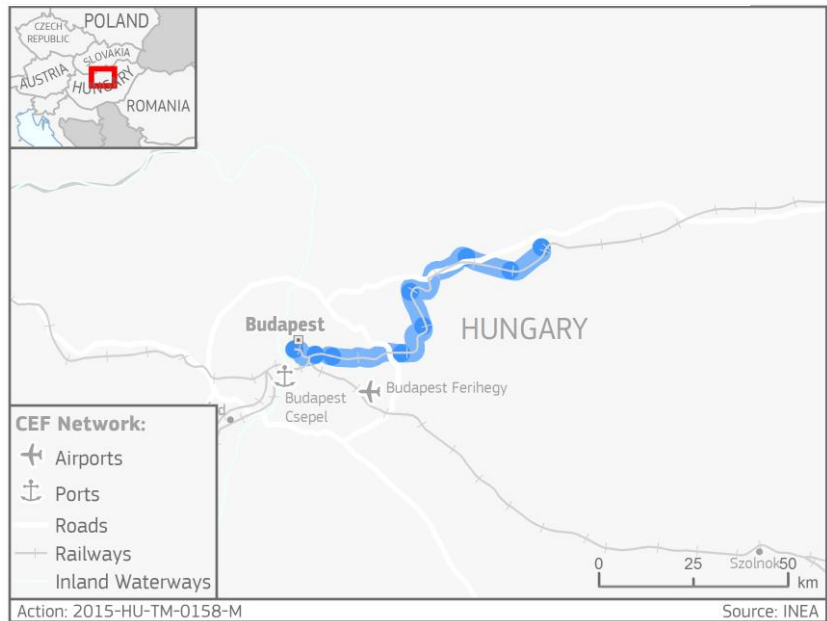 POLAND
CZECH
REPUBLIC
SLOVAKIA
AUSTRIA
HUNGARY
ROMANIA
Budapest
HUNGARY
Budapest Ferihegy
Budapest
Csepel
d
CEF Network:
Airports
Ports
Roads
Railways
Inland Waterways
Szolnok
0 25 50
km
Action: 2015-HU-TM-0158-M
Source: INEA